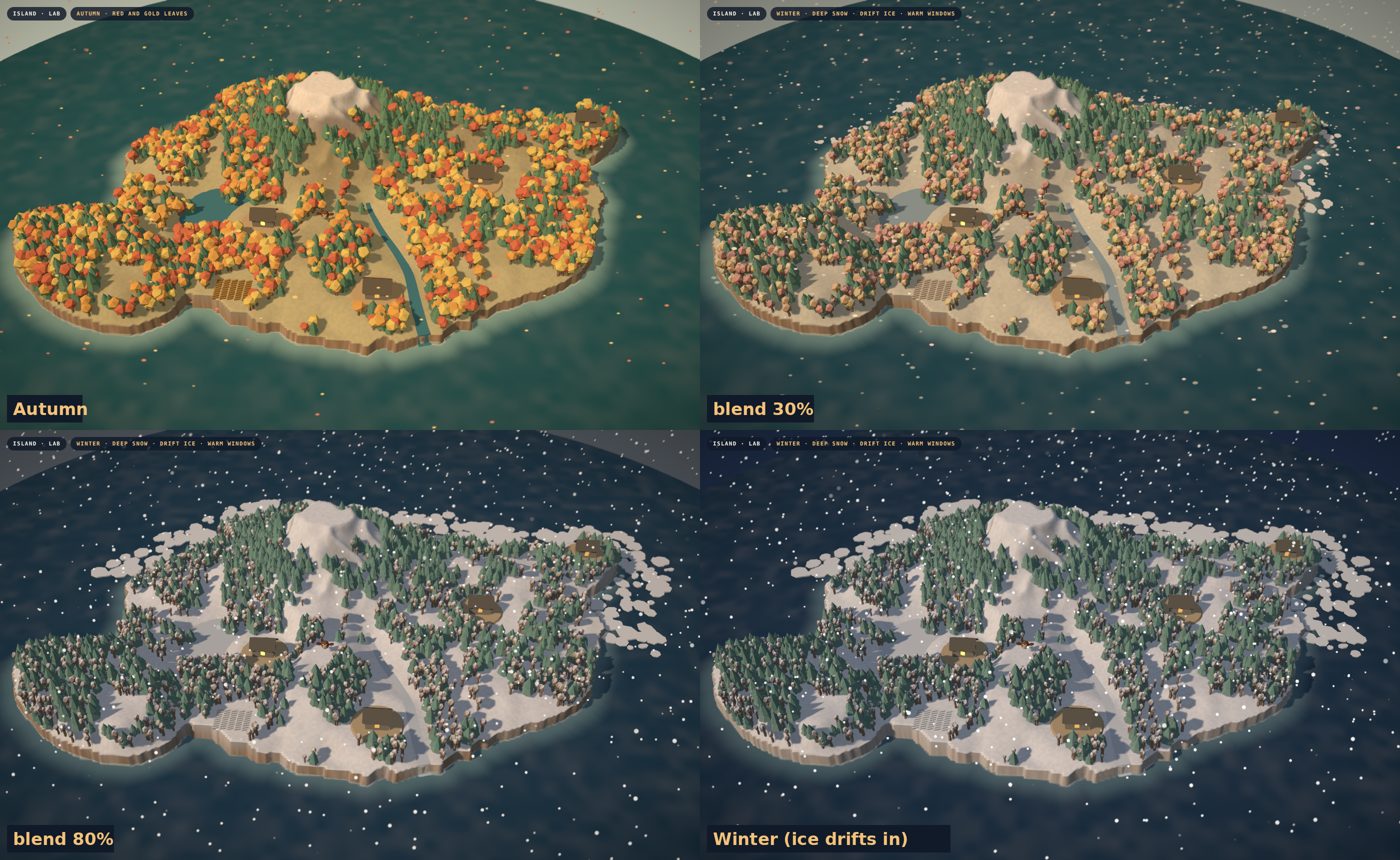 ISLAND · LAB
AUTUMN · RED AND GOLD LEAVES
Autumn
ISLAND · LAB
WINTER · DEEP SNOW · DRIFT ICE · WARM WINDOWS
blend 30%
ISLAND · LAB
WINTER · DEEP SNOW · DRIFT ICE · WARM WINDOWS
blend 80%
ISLAND · LAB
WINTER · DEEP SNOW · DRIFT ICE · WARM WINDOWS
Winter (ice drifts in)